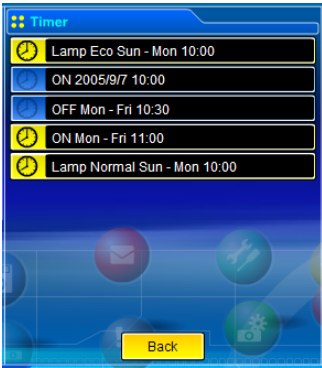 Timer
Lamp Eco Sun - Mon 10:00
ON 2005/9/7 10:00
OFF Mon - Fri 10:30
ON Mon - Fri 11:00
Lamp Normal Sun - Mon 10:00
Back